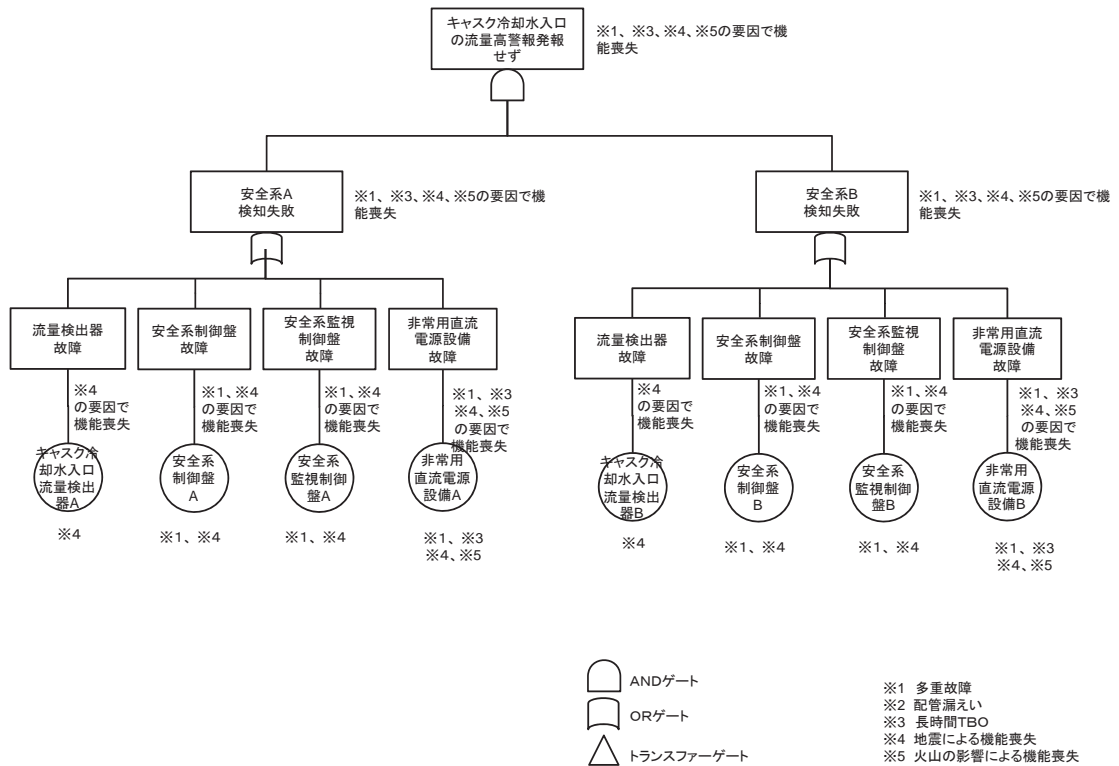 キャスク冷却水入口
の流量高警報発報
せず
※1、※3、※4、※5の要因で機
能喪失
安全系A
検知失敗
※1、※3、※4、※5の要因で機
能喪失
安全系B
検知失敗
※1、※3、※4、※5の要因で機
能喪失
流量検出器
故障
安全系制御盤
故障
安全系監視
制御盤
故障
非常用直流
電源設備
故障
流量検出器
故障
安全系制御盤
故障
安全系監視
制御盤
故障
非常用直流
電源設備
故障
※4
の要因で
機能喪失
※1、※4
の要因で
機能喪失
※1、※4
の要因で
機能喪失
※1、※3
※4、※5
の要因で
機能喪失
※4
の要因で
機能喪失
※1、※4
の要因で
機能喪失
※1、※4
の要因で
機能喪失
※1、※3
※4、※5
の要因で
機能喪失
キャスク冷
却水入口
流量検出
器A
安全系
制御盤
A
安全系
監視制御
盤A
非常用
直流電源
設備A
キャスク冷
却水入口
流量検出
器B
安全系
制御盤
B
安全系
監視制御
盤B
非常用
直流電源
設備B
※4
※1、※4
※1、※4
※1、※3
※4、※5
※4
※1、※4
※1、※4
※1、※3
※4、※5
ANDゲート
ORゲート
トランスファーゲート
※1 多重故障
※2 配管漏えい
※3 長時間TBO
※4 地震による機能喪失
※5 火山の影響による機能喪失